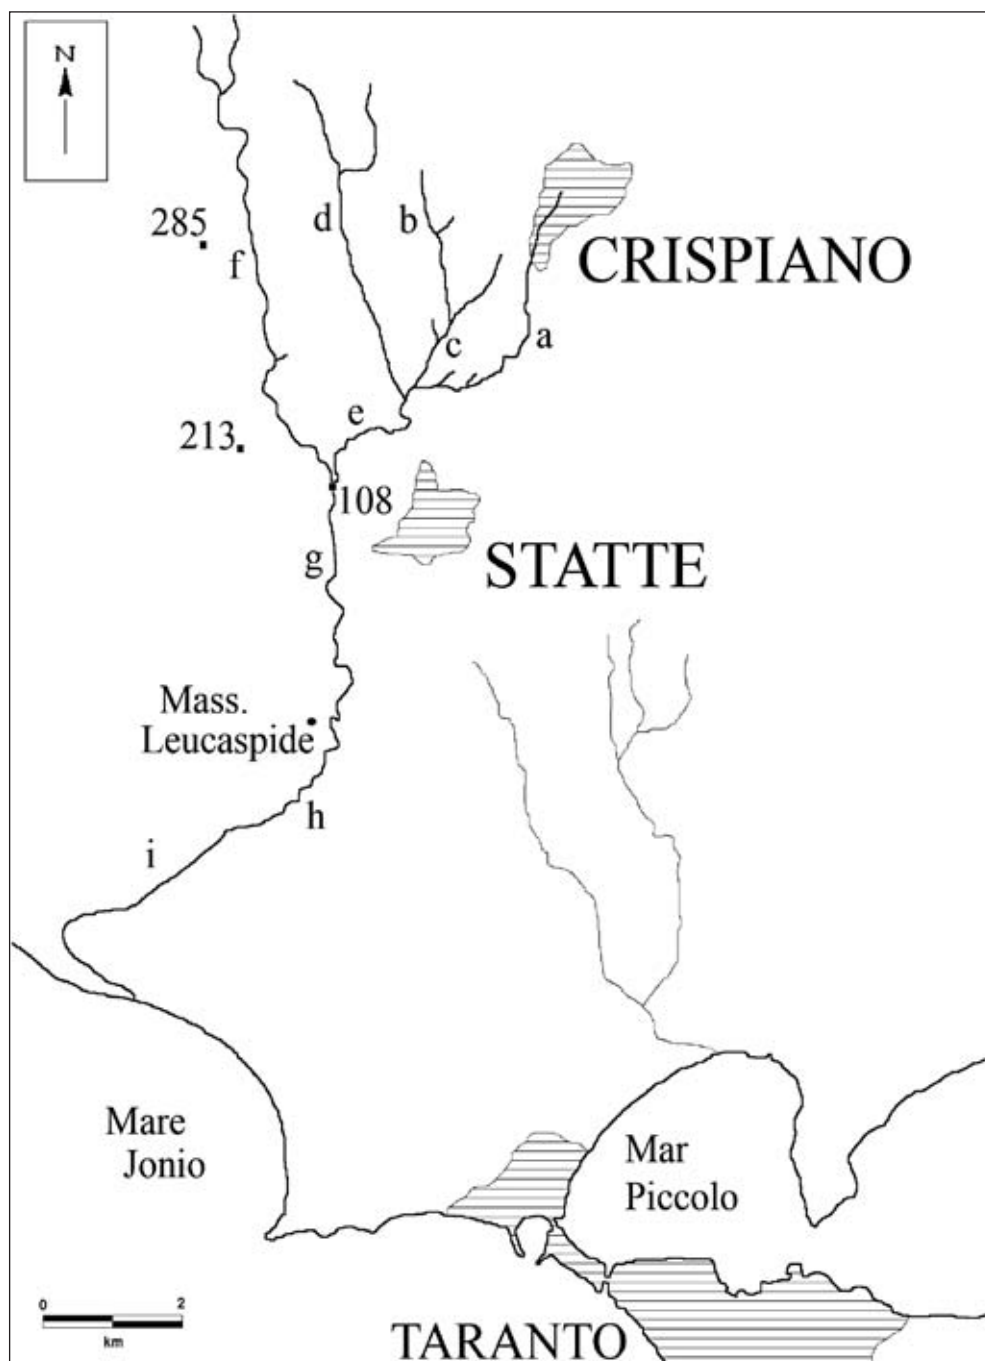 N
285
f
d
b
CRISPIANO
c
a
e
213
108
g
STATTE
Mass.
Leucaspide
h
i
Mare
Jonio
Mar
Piccolo
0 2
km
TARANTO